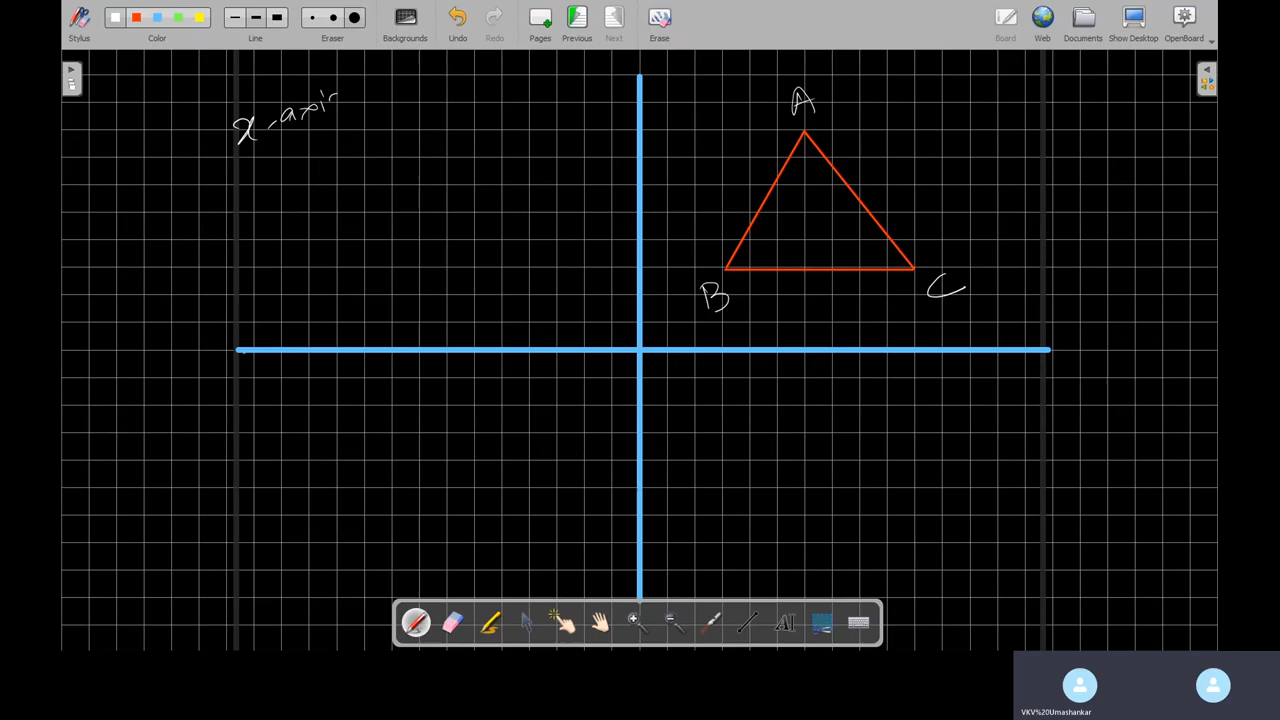 Stylus
Color
Line
Eraser
Backgrounds
Undo
Redo
Pages
Previous
Next
Erase
Board
Web
Documents
Show Desktop
OpenBoard
x-axis
A
B
C
AI
VKV%20Umashankar